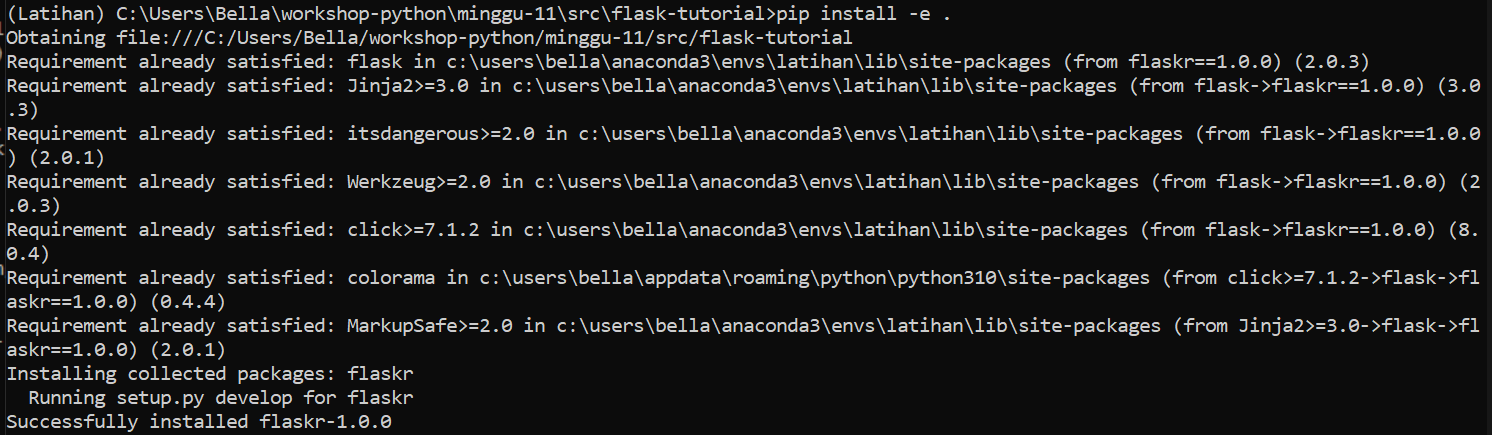 (Latihan) C:\Users\Bella\workshop-python\minggu-11\src\flask-tutorial>pip install -e .
Obtaining file:///C:/Users/Bella/workshop-python/minggu-11/src/flask-tutorial
Requirement already satisfied: flask in c:\users\bella\anaconda3\envs\latihan\lib\site-packages (from flaskr==1.0.0) (2.0.3)
Requirement already satisfied: Jinja2>=3.0 in c:\users\bella\anaconda3\envs\latihan\lib\site-packages (from flask->flaskr==1.0.0) (3.0
.3)
Requirement already satisfied: itsdangerous>=2.0 in c:\users\bella\anaconda3\envs\latihan\lib\site-packages (from flask->flaskr==1.0.0
) (2.0.1)
Requirement already satisfied: Werkzeug>=2.0 in c:\users\bella\anaconda3\envs\latihan\lib\site-packages (from flask->flaskr==1.0.0) (2
.0.3)
Requirement already satisfied: click>=7.1.2 in c:\users\bella\anaconda3\envs\latihan\lib\site-packages (from flask->flaskr==1.0.0) (8.
0.4)
Requirement already satisfied: colorama in c:\users\bella\appdata\roaming\python\python310\site-packages (from click>=7.1.2->flask->fl
askr==1.0.0) (0.4.4)
Requirement already satisfied: MarkupSafe>=2.0 in c:\users\bella\anaconda3\envs\latihan\lib\site-packages (from Jinja2>=3.0->flask->fl
askr==1.0.0) (2.0.1)
Installing collected packages: flaskr
  Running setup.py develop for flaskr
Successfully installed flaskr-1.0.0